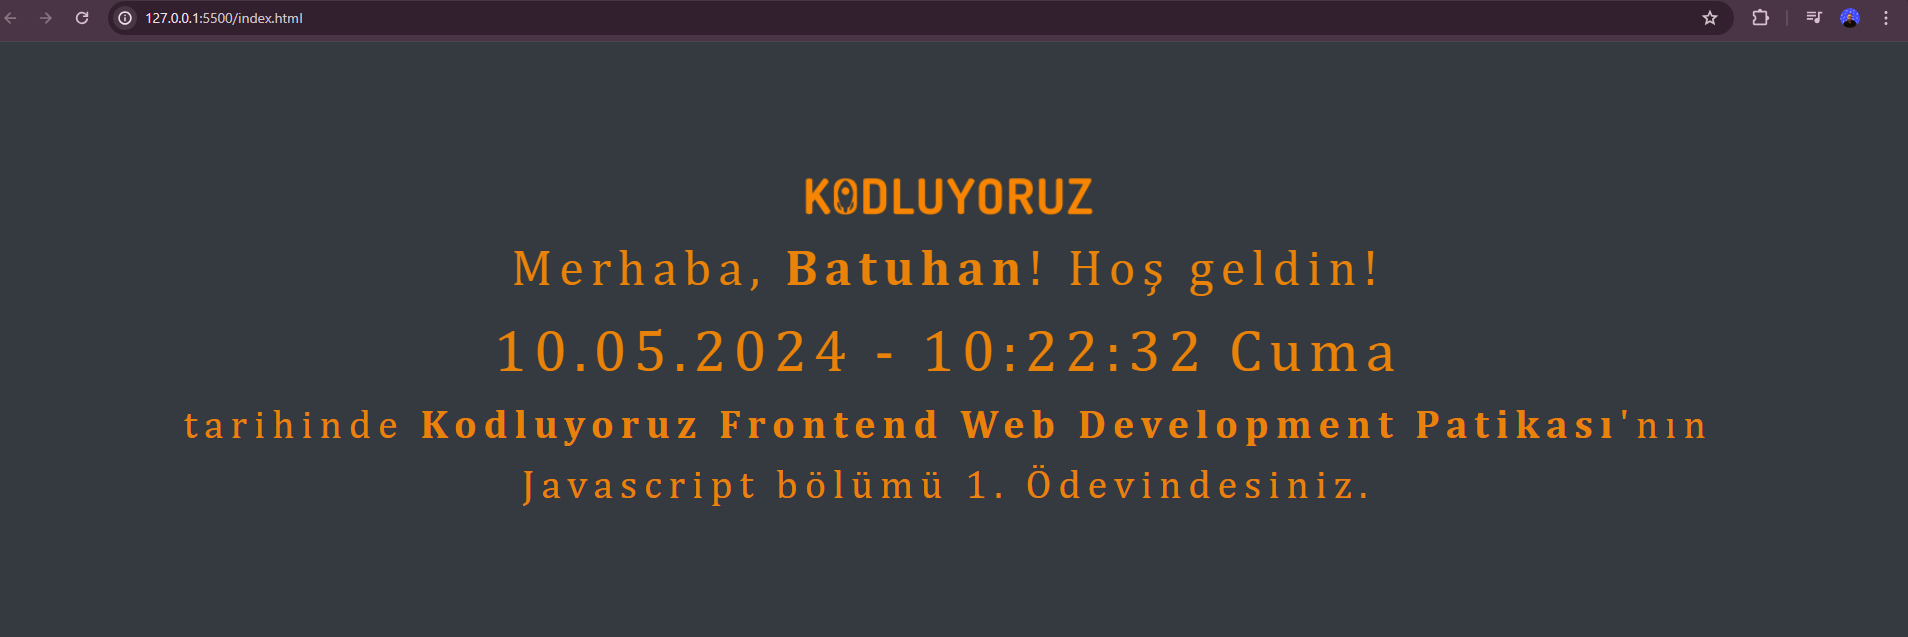 127.0.0.1:5500/index.html
KODLUYORUZ
Merhaba, Batuhan! Hoş geldin!
10.05.2024 - 10:22:32 Cuma
tarihinde Kodluyoruz Frontend Web Development Patikası'nın
Javascript bölümü 1. Ödevindesiniz.